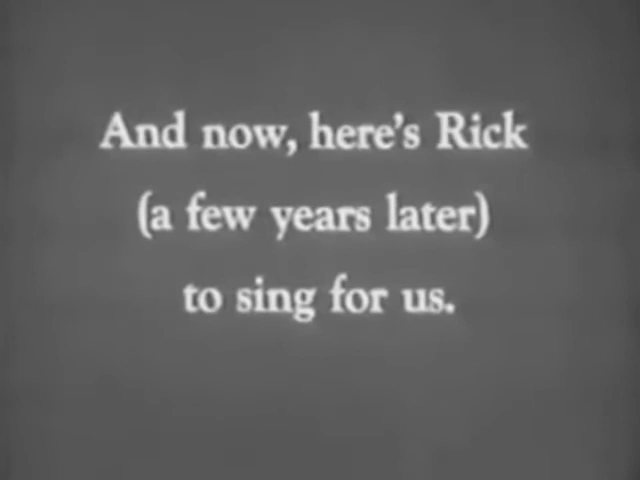 And now, here's Rick
(a few years later)
to sing for us.